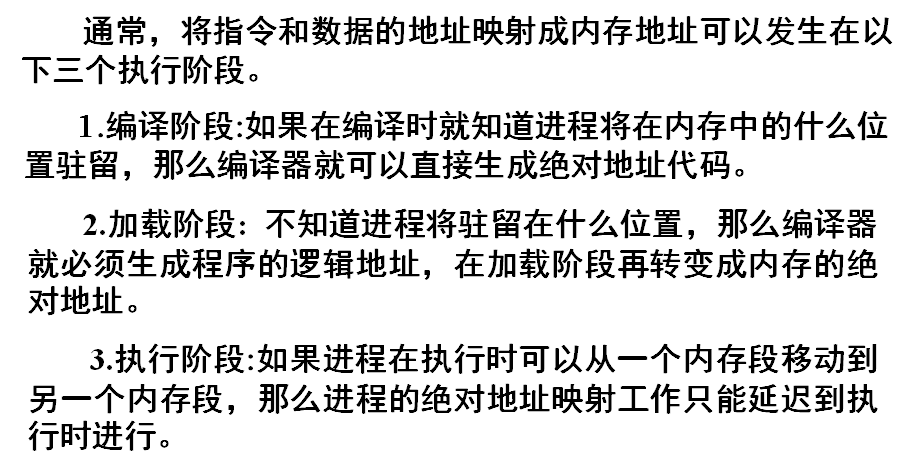 通常，将指令和数据的地址映射成内存地址可以发生在以
下三个执行阶段。
1.编译阶段:如果在编译时就知道进程将在内存中的什么位
置驻留，那么编译器就可以直接生成绝对地址代码。
2.加载阶段：不知道进程将驻留在什么位置，那么编译器
就必须生成程序的逻辑地址，在加载阶段再转变成内存的绝
对地址。
3.执行阶段:如果进程在执行时可以从一个内存段移动到
另一个内存段，那么进程的绝对地址映射工作只能延迟到执
行时进行。